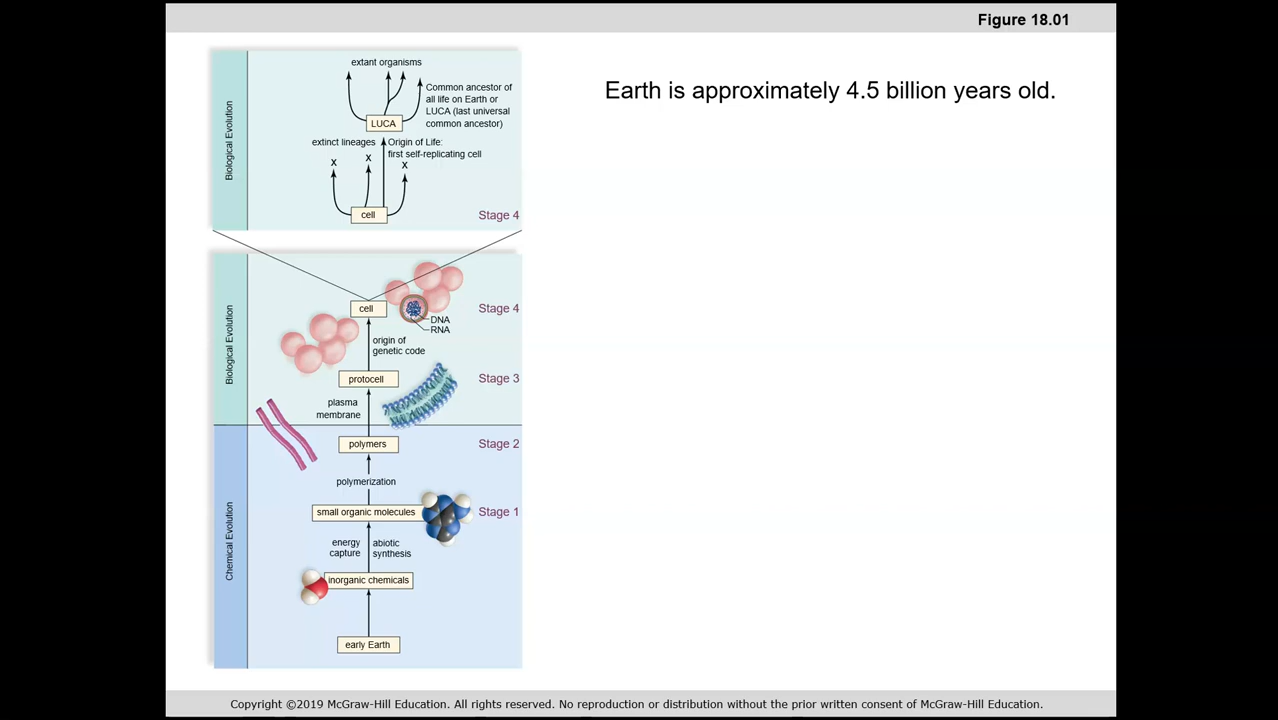 Figure 18.01
Earth is approximately 4.5 billion years old.
Biological Evolution
extant organisms
Common ancestor of
all life on Earth or
LUCA (last universal
common ancestor)
LUCA
extinct lineages
Origin of Life:
first self-replicating cell
X
X
X
cell
Stage 4
Biological Evolution
cell
Stage 4
DNA
RNA
origin of
genetic code
protocell
Stage 3
plasma
membrane
Chemical Evolution
polymers
Stage 2
polymerization
small organic molecules
Stage 1
energy
capture
abiotic
synthesis
inorganic chemicals
early Earth
Copyright ©2019 McGraw-Hill Education. All rights reserved. No reproduction or distribution without the prior written consent of McGraw-Hill Education.